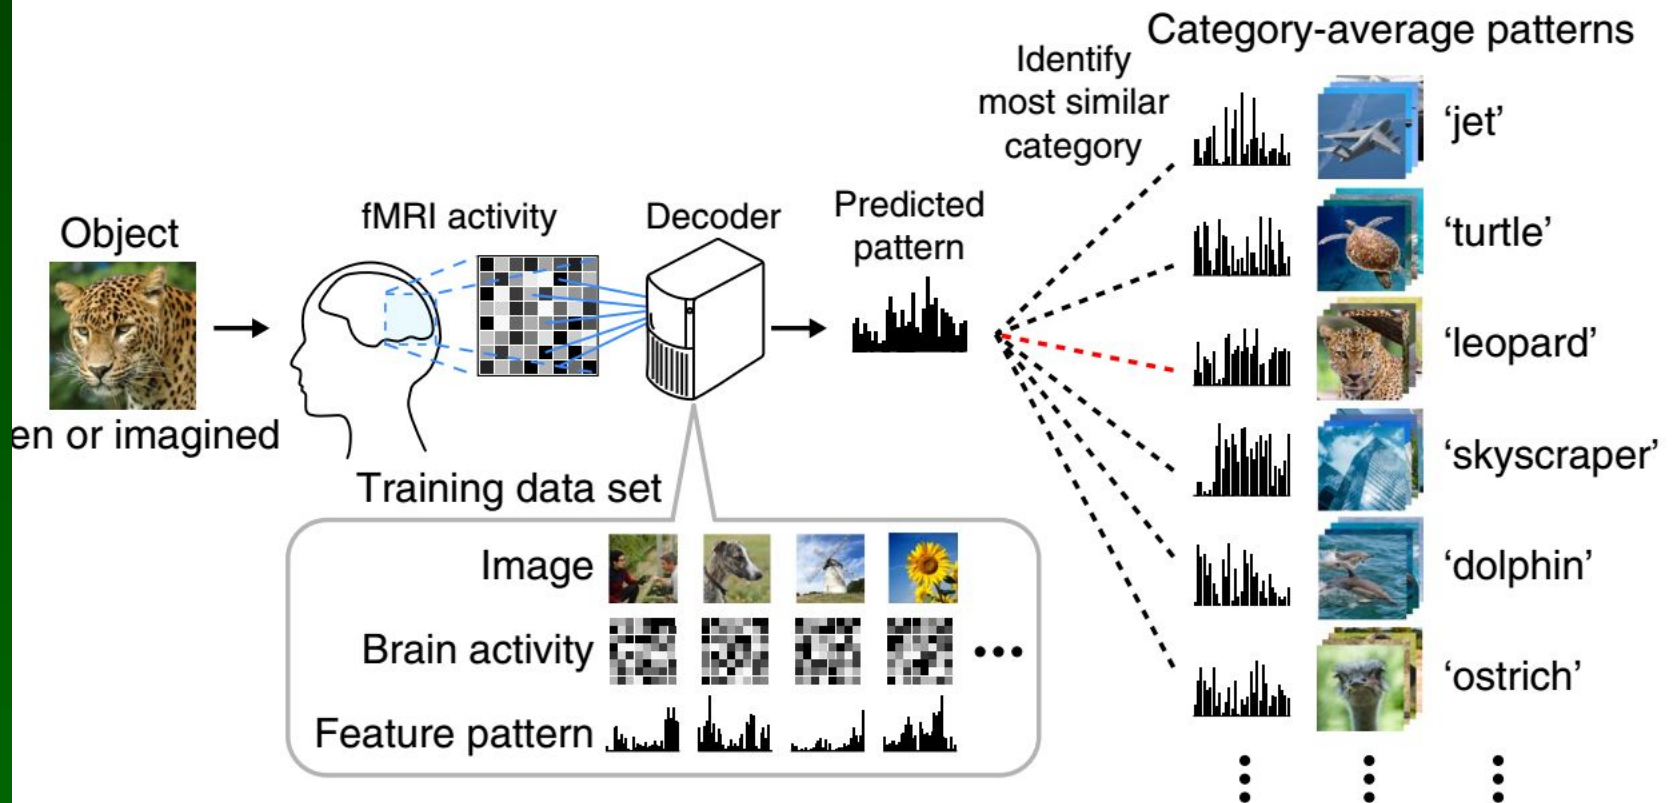 Category-average patterns
Identify
most similar
category
'jet'
'turtle'
'leopard'
'skyscraper'
'dolphin'
'ostrich'
Object
en or imagined
fMRI activity
Decoder
Predicted
pattern
Training data set
Image
Brain activity
Feature pattern